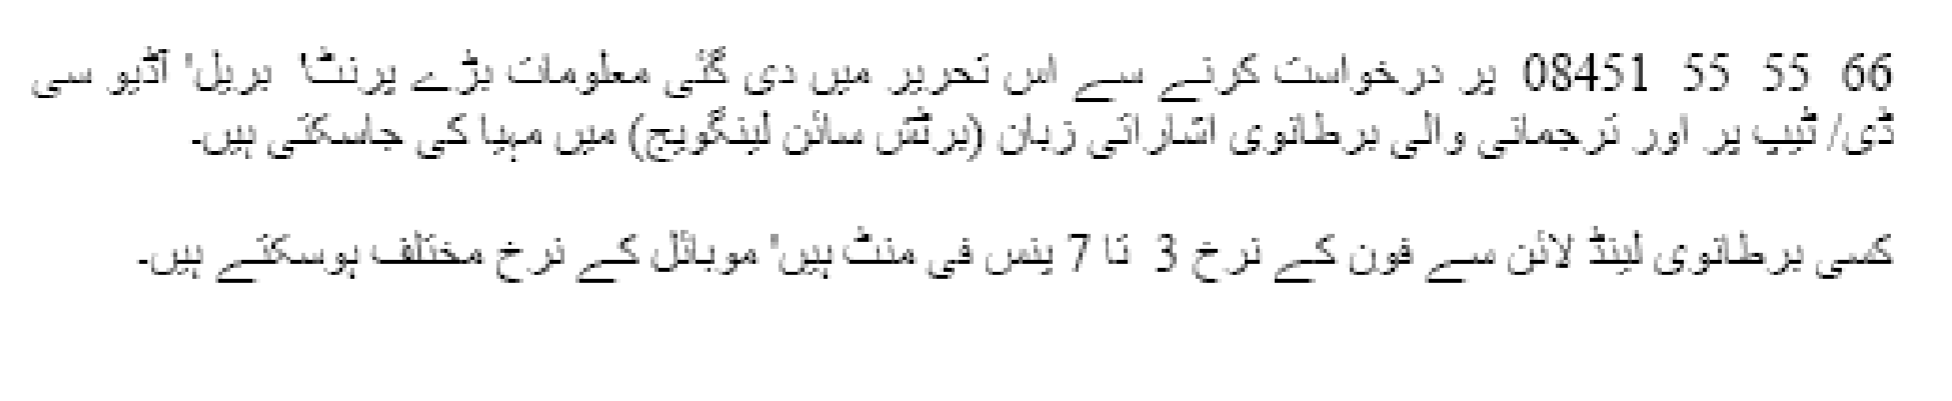 08451 55 55 66 پر درخواست کرنے سے اس تحریر میں دی گئی معلومات بڑے پرنٹ' بریل' آڈیو سی
ڈی/ ٹیپ پر اور ترجمانی والی برطانوی اشاراتی زبان (برٹش سائن لینگویج) میں مہیا کی جاسکتی ہیں۔
کسی برطانوی لینڈ لائن سے فون کے نرخ 3 تا 7 پنس فی منٹ ہیں' موبائل کے نرخ مختلف ہوسکتے ہیں۔